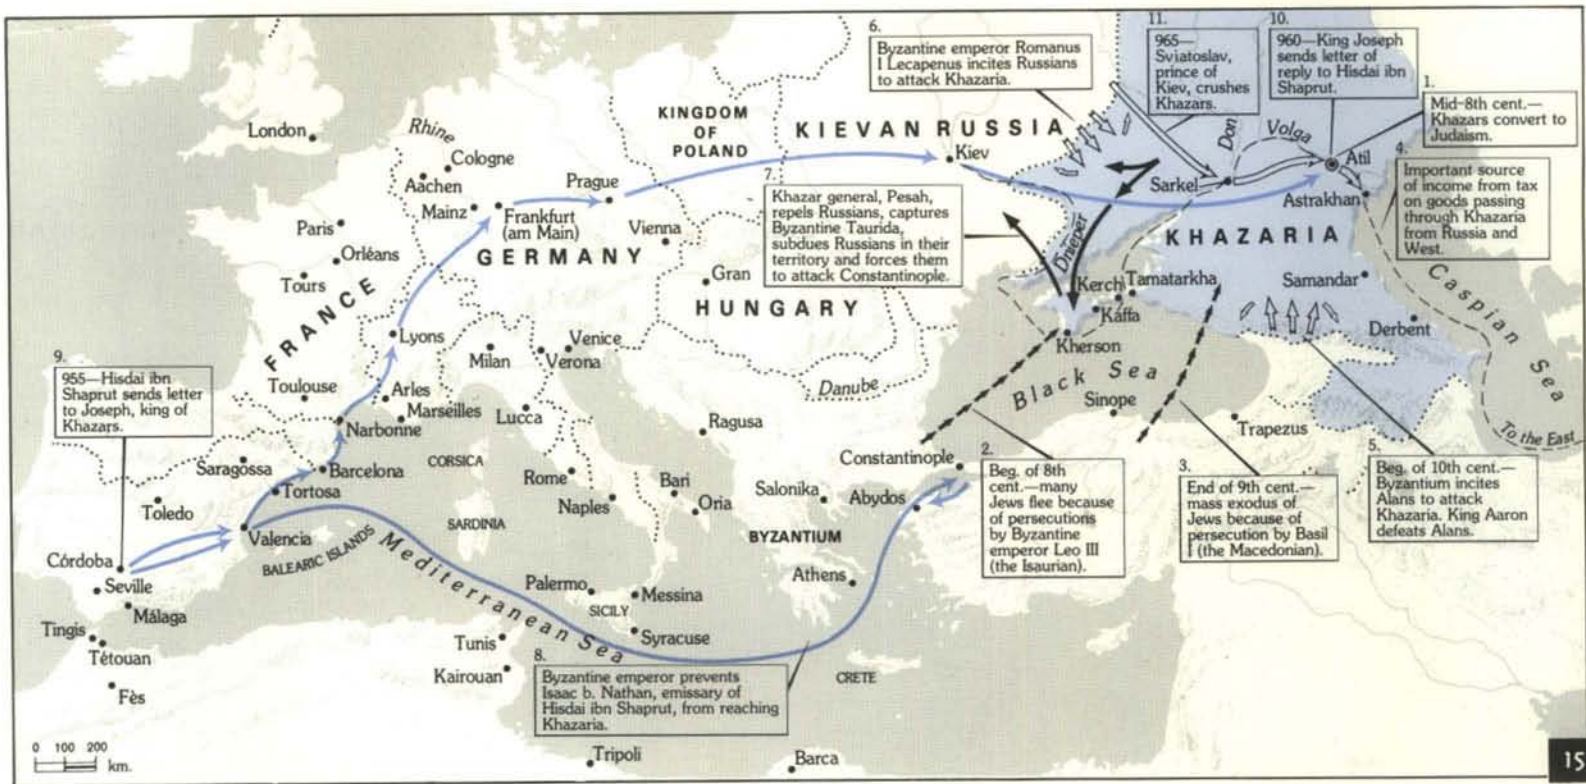 6.
Byzantine emperor Romanus
I Lecapenus incites Russians
to attack Khazaria.
11.
965—
Sviatoslav,
prince of
Kiev, crushes
Khazars.
10.
960—King Joseph
sends letter of
reply to Hisdai ibn
Shaprut.
1.
Mid-8th cent.—
Khazars convert to
Judaism.
4.
Important source
of income from tax
on goods passing
through Khazaria
from Russia and
West.
7.
Khazar general, Pesah,
repels Russians, captures
Byzantine Taurida,
subdues Russians in their
territory and forces them
to attack Constantinople.
9.
955—Hisdai ibn
Shaprut sends letter
to Joseph, king of
Khazars.
2.
Beg. of 8th
cent.—many
Jews flee because
of persecutions
by Byzantine
emperor Leo III
(the Isaurian).
3.
End of 9th cent.—
mass exodus of
Jews because of
persecution by Basil
I (the Macedonian).
5.
Beg. of 10th cent.—
Byzantium incites
Alans to attack
Khazaria. King Aaron
defeats Alans.
8.
Byzantine emperor prevents
Isaac b. Nathan, emissary of
Hisdai ibn Shaprut, from reaching
Khazaria.
London
Rhine
Cologne
Aachen
Mainz
Frankfurt
(am Main)
Prague
KINGDOM
OF
POLAND
KIEVAN RUSSIA
Kiev
Don
Volga
Atil
Sarkel
Astrakhan
KHAZARIA
Samandar
Derbent
Caspian Sea
To the East
Dnieper
Kerch
Tamatarkha
Kaffa
Kherson
Black Sea
Sinope
Trapezus
Paris
Orléans
Tours
FRANCE
GERMANY
Vienna
Gran
HUNGARY
Danube
Lyons
Milan
Venice
Verona
Toulouse
Arles
Marseilles
Lucca
Narbonne
Ragusa
Saragossa
Barcelona
CORSICA
Rome
Bari
Constantinople
Tortosa
Naples
Oria
Salonika
Abydos
Toledo
SARDINIA
BYZANTIUM
Valencia
BALEARIC ISLANDS
Mediterranean Sea
Córdoba
Seville
Málaga
Palermo
Messina
SICILY
Syracuse
Athens
Tingis
Tétouan
Fès
Tunis
Kairouan
CRETE
Tripoli
Barca
0 100 200
km.
15